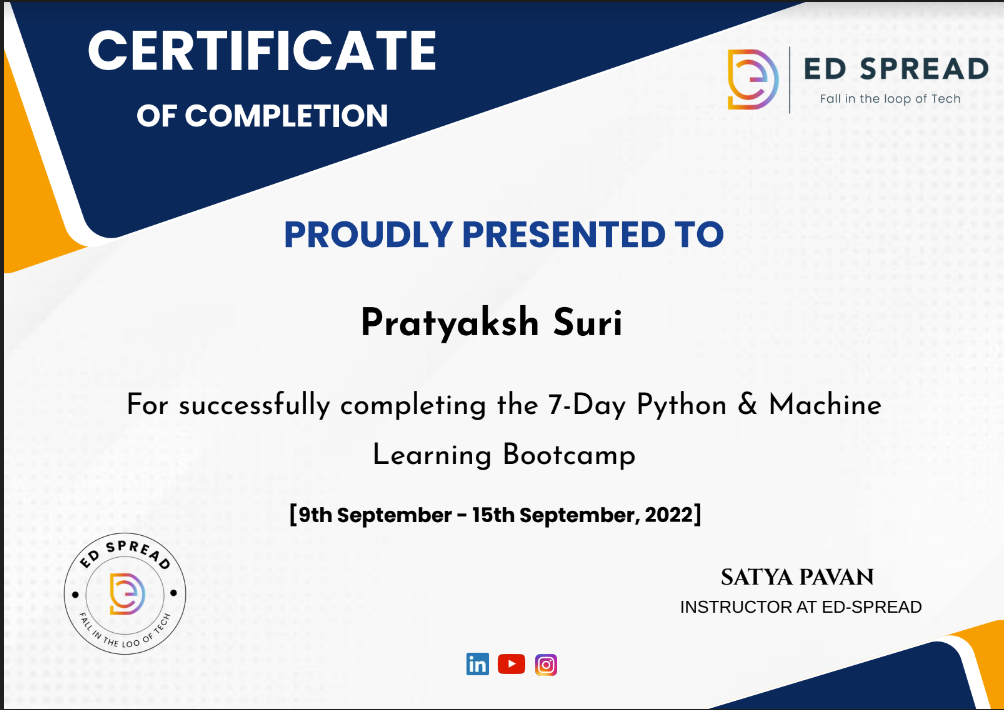 CERTIFICATE
OF COMPLETION
ED SPREAD
Fall in the loop of Tech
PROUDLY PRESENTED TO
Pratyaksh Suri
For successfully completing the 7-Day Python & Machine
Learning Bootcamp
[9th September - 15th September, 2022]
ED SPREAD
FALL IN THE LOO OF TECH
SATYA PAVAN
INSTRUCTOR AT ED-SPREAD
in